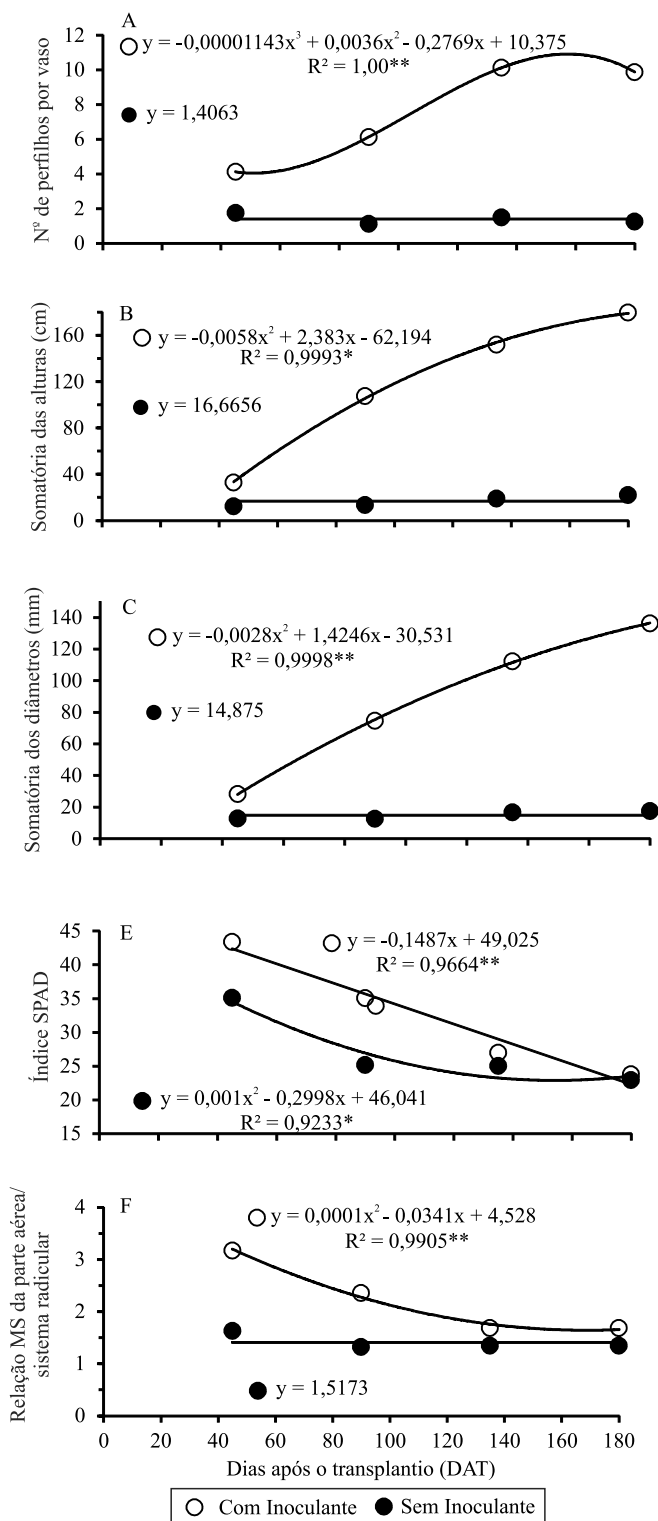 A
y = -0,00001143x³ + 0,0036x² - 0,2769x + 10,375
R² = 1,00**
y = 1,4063
Nº de perfilhos por vaso
12
10
8
6
4
2
0
B
y = -0,0058x² + 2,383x - 62,194
R² = 0,9993*
y = 16,6656
Somatória das alturas (cm)
160
120
80
40
0
C
y = -0,0028x² + 1,4246x - 30,531
R² = 0,9998**
y = 14,875
Somatória dos diâmetros (mm)
140
120
100
80
60
40
20
0
E
y = -0,1487x + 49,025
R² = 0,9664**
y = 0,001x² - 0,2998x + 46,041
R² = 0,9233*
Índice SPAD
45
40
35
30
25
20
15
F
y = 0,0001x² - 0,0341x + 4,528
R² = 0,9905**
y = 1,5173
Relação MS da parte aérea/
sistema radicular
4
3
2
1
0
0 20 40 60 80 100 120 140 160 180
Dias após o transplantio (DAT)
Com Inoculante Sem Inoculante